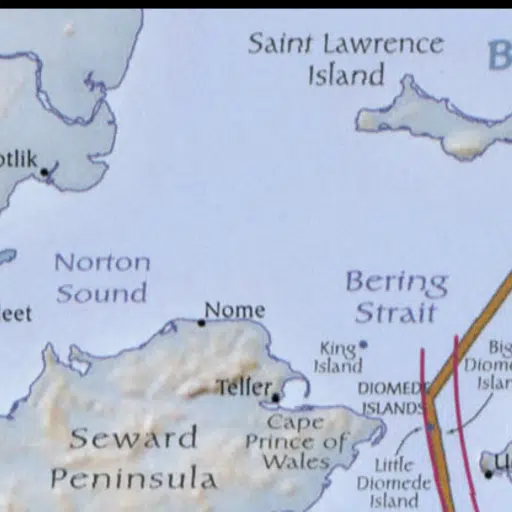 Saint Lawrence
Island
B
otlik
Norton
Sound
leet
Nome
Bering
Strait
King
Island
Teller
DIOMEDE
ISLANDS
Big
Diome
Islan
Cape
Prince of
Wales
Seward
Peninsula
Little
Diomede
Island
U